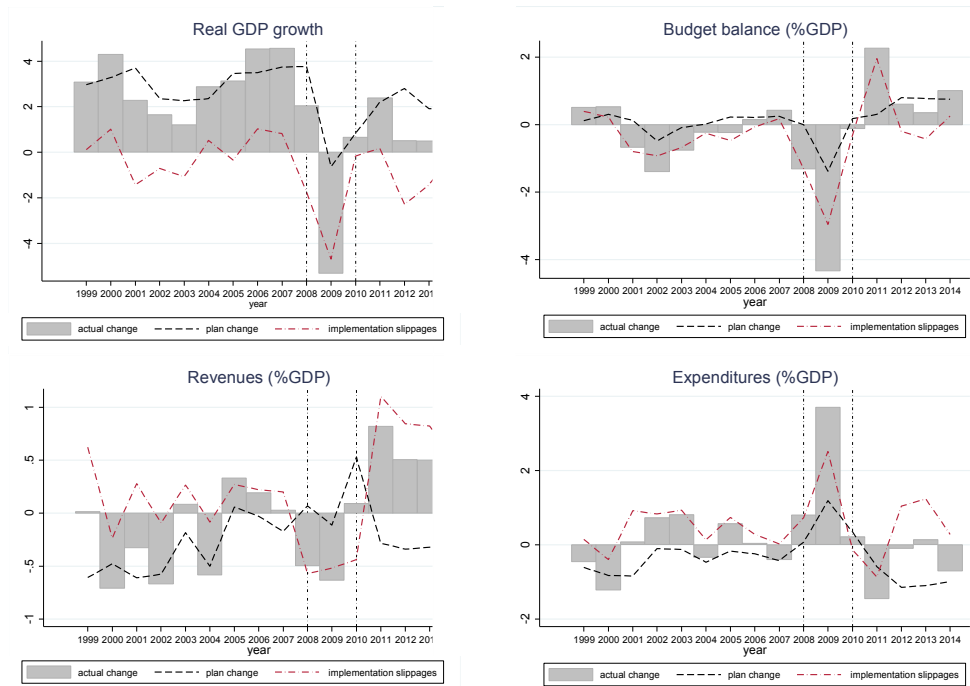 Real GDP growth
4
2
0
-2
-4
1999 2000 2001 2002 2003 2004 2005 2006 2007 2008 2009 2010 2011 2012 201
year
actual change plan change implementation slippages
Budget balance (%GDP)
2
0
-2
-4
1999 2000 2001 2002 2003 2004 2005 2006 2007 2008 2009 2010 2011 2012 2013 2014
year
actual change plan change implementation slippages
Revenues (%GDP)
1
.5
0
-.5
-1
1999 2000 2001 2002 2003 2004 2005 2006 2007 2008 2009 2010 2011 2012 201
year
actual change plan change implementation slippages
Expenditures (%GDP)
4
2
0
-2
1999 2000 2001 2002 2003 2004 2005 2006 2007 2008 2009 2010 2011 2012 2013 2014
year
actual change plan change implementation slippages